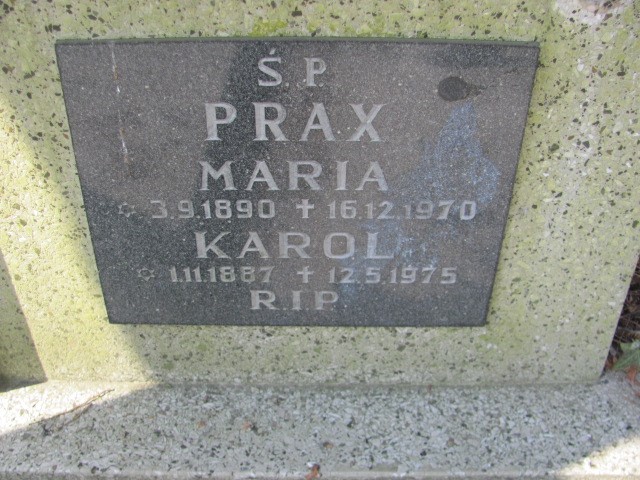 Ś.P.
PRAX
MARIA
✡ 3.9.1890 ✝ 16.12.1970
KAROL
✡ 1.11.1887 ✝ 12.5.1975
R.I.P.